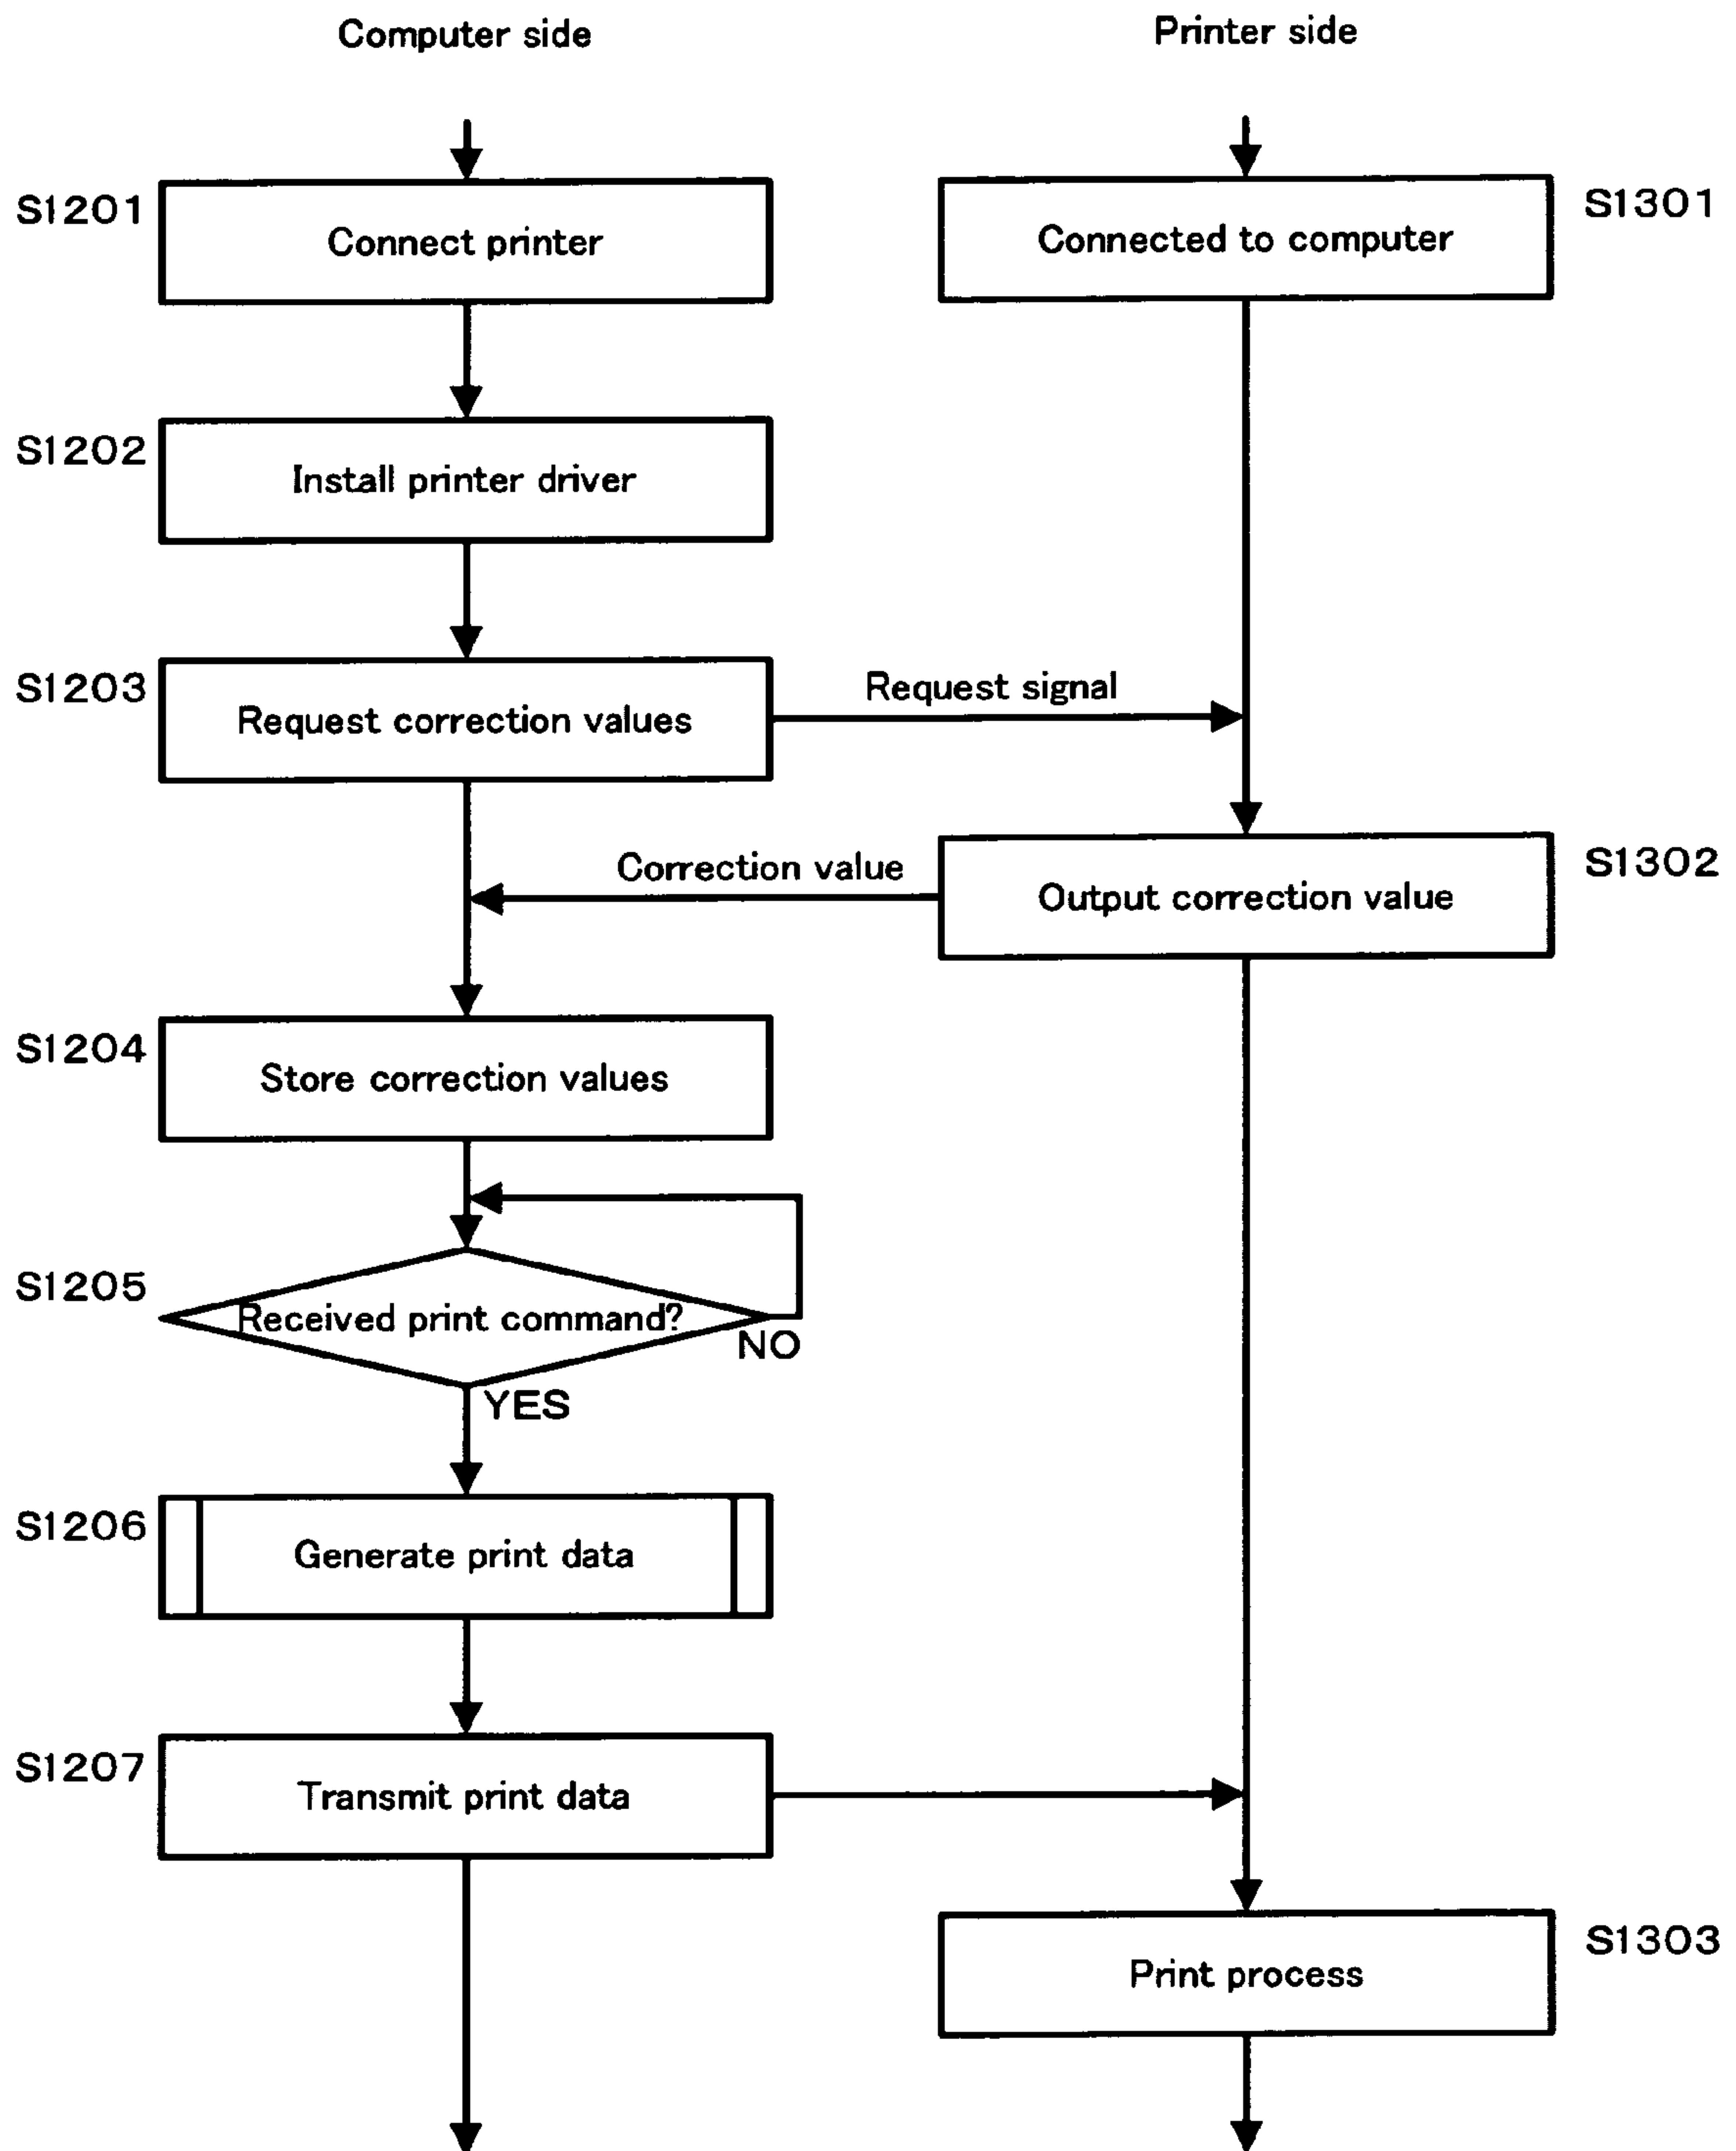 Computer side
Printer side
S1201
Connect printer
Connected to computer
S1301
S1202
Install printer driver
S1203
Request correction values
Request signal
Correction value
Output correction value
S1302
S1204
Store correction values
S1205
Received print command?
NO
YES
S1206
Generate print data
S1207
Transmit print data
Print process
S1303